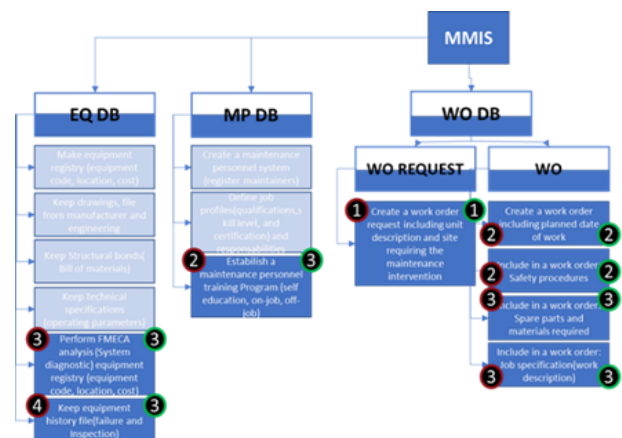 MMIS
EQ DB
MP DB
WO DB
WO REQUEST
WO
Make equipment
registry (equipment
code, location, cost)
Keep drawings, file
from manufacturer and
engineering
Keep Structural bonds(
Bill of materials)
Keep technical
specifications
(operating parameters)
3
3
Perform FMECA
analysis (System
diagnostic) equipment
registry (equipment
code, location, cost)
4
3
Keep equipment
history file(failure and
Inspection)
Create a maintenance
personnel system
(register maintainers)
Define job
profiles(qualifications,s
kill level, and
certification) and
2
3
Estabilish a
maintenance personnel
training Program (self
education, on-job, off-
job)
1
1
Create a work order
request including unit
description and site
requiring the
maintenance
intervention
Create a work order
including planned date
of work
2
2
Include in a work order:
Safety procedures
2
2
3
3
Include in a work order:
Spare parts and
materials required
Include in a work order:
Job specification(work
description)
3
3